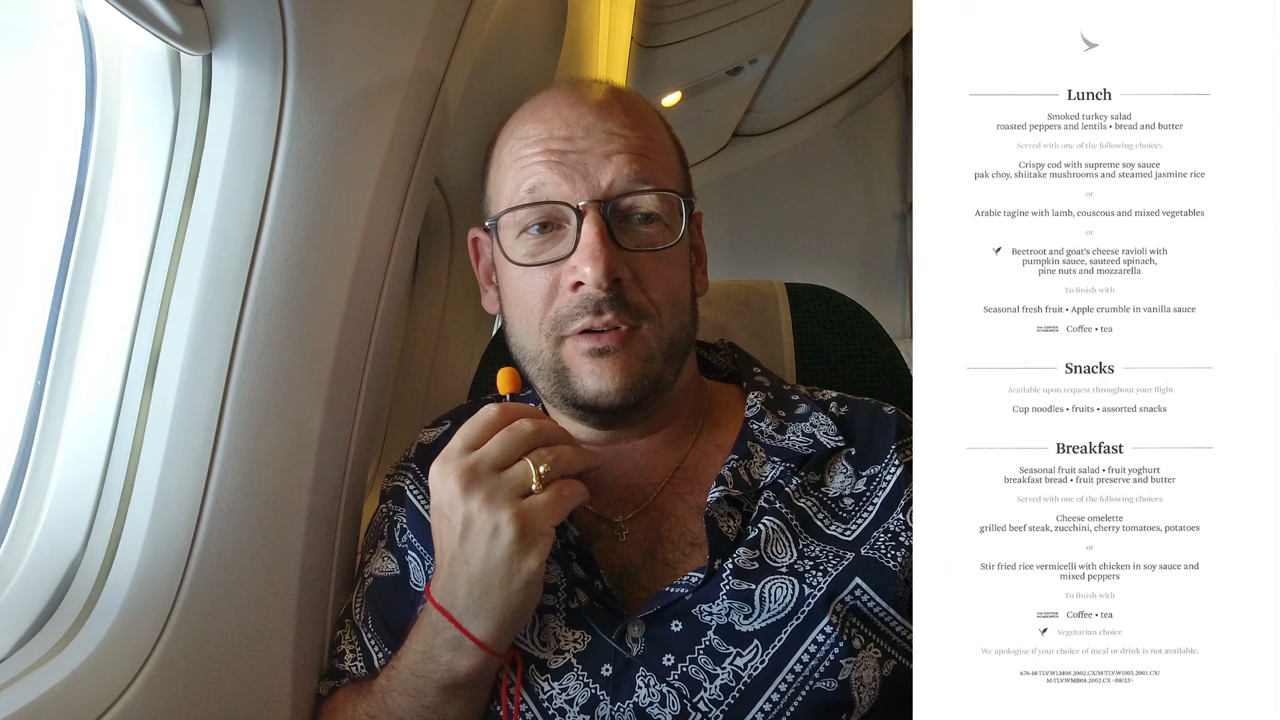 Lunch
Smoked turkey salad
roasted peppers and lentils • bread and butter
Served with one of the following choices
Crispy cod with supreme soy sauce
pak choy, shiitake mushrooms and steamed jasmine rice
or
Arabic tagine with lamb, couscous and mixed vegetables
or
Beetroot and goat's cheese ravioli with
pumpkin sauce, sauteed spinach,
pine nuts and mozzarella
To finish with
Seasonal fresh fruit • Apple crumble in vanilla sauce
Coffee • tea
Snacks
Available upon request throughout your flight
Cup noodles • fruits • assorted snacks
Breakfast
Seasonal fruit salad • fruit yoghurt
breakfast bread • fruit preserve and butter
Served with one of the following choices
Cheese omelette
grilled beef steak, zucchini, cherry tomatoes, potatoes
or
Stir fried rice vermicelli with chicken in soy sauce and
mixed peppers
To finish with
Coffee • tea
Vegetarian choice
We apologise if your choice of meal or drink is not available.